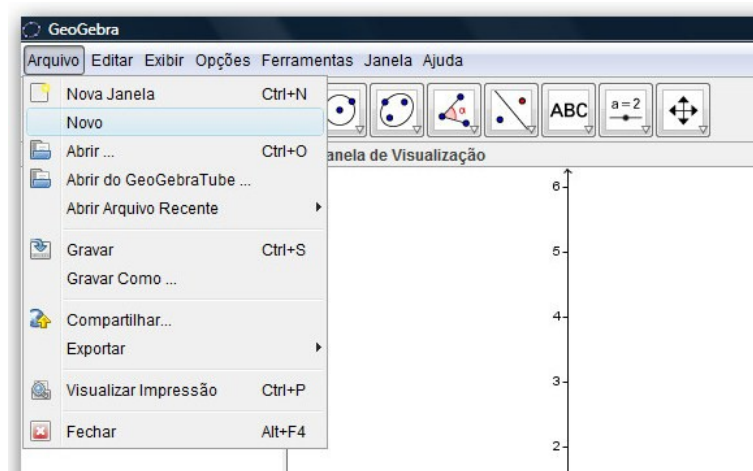 GeoGebra
Arquivo Editar Exibir Opções Ferramentas Janela Ajuda
Nova Janela Ctrl+N
Novo
Abrir ... Ctrl+O
Abrir do GeoGebraTube ...
Abrir Arquivo Recente
Gravar Ctrl+S
Gravar Como ...
Compartilhar...
Exportar
Visualizar Impressão Ctrl+P
Fechar Alt+F4
α ABC a=2
anela de Visualização
6
5
4
3
2